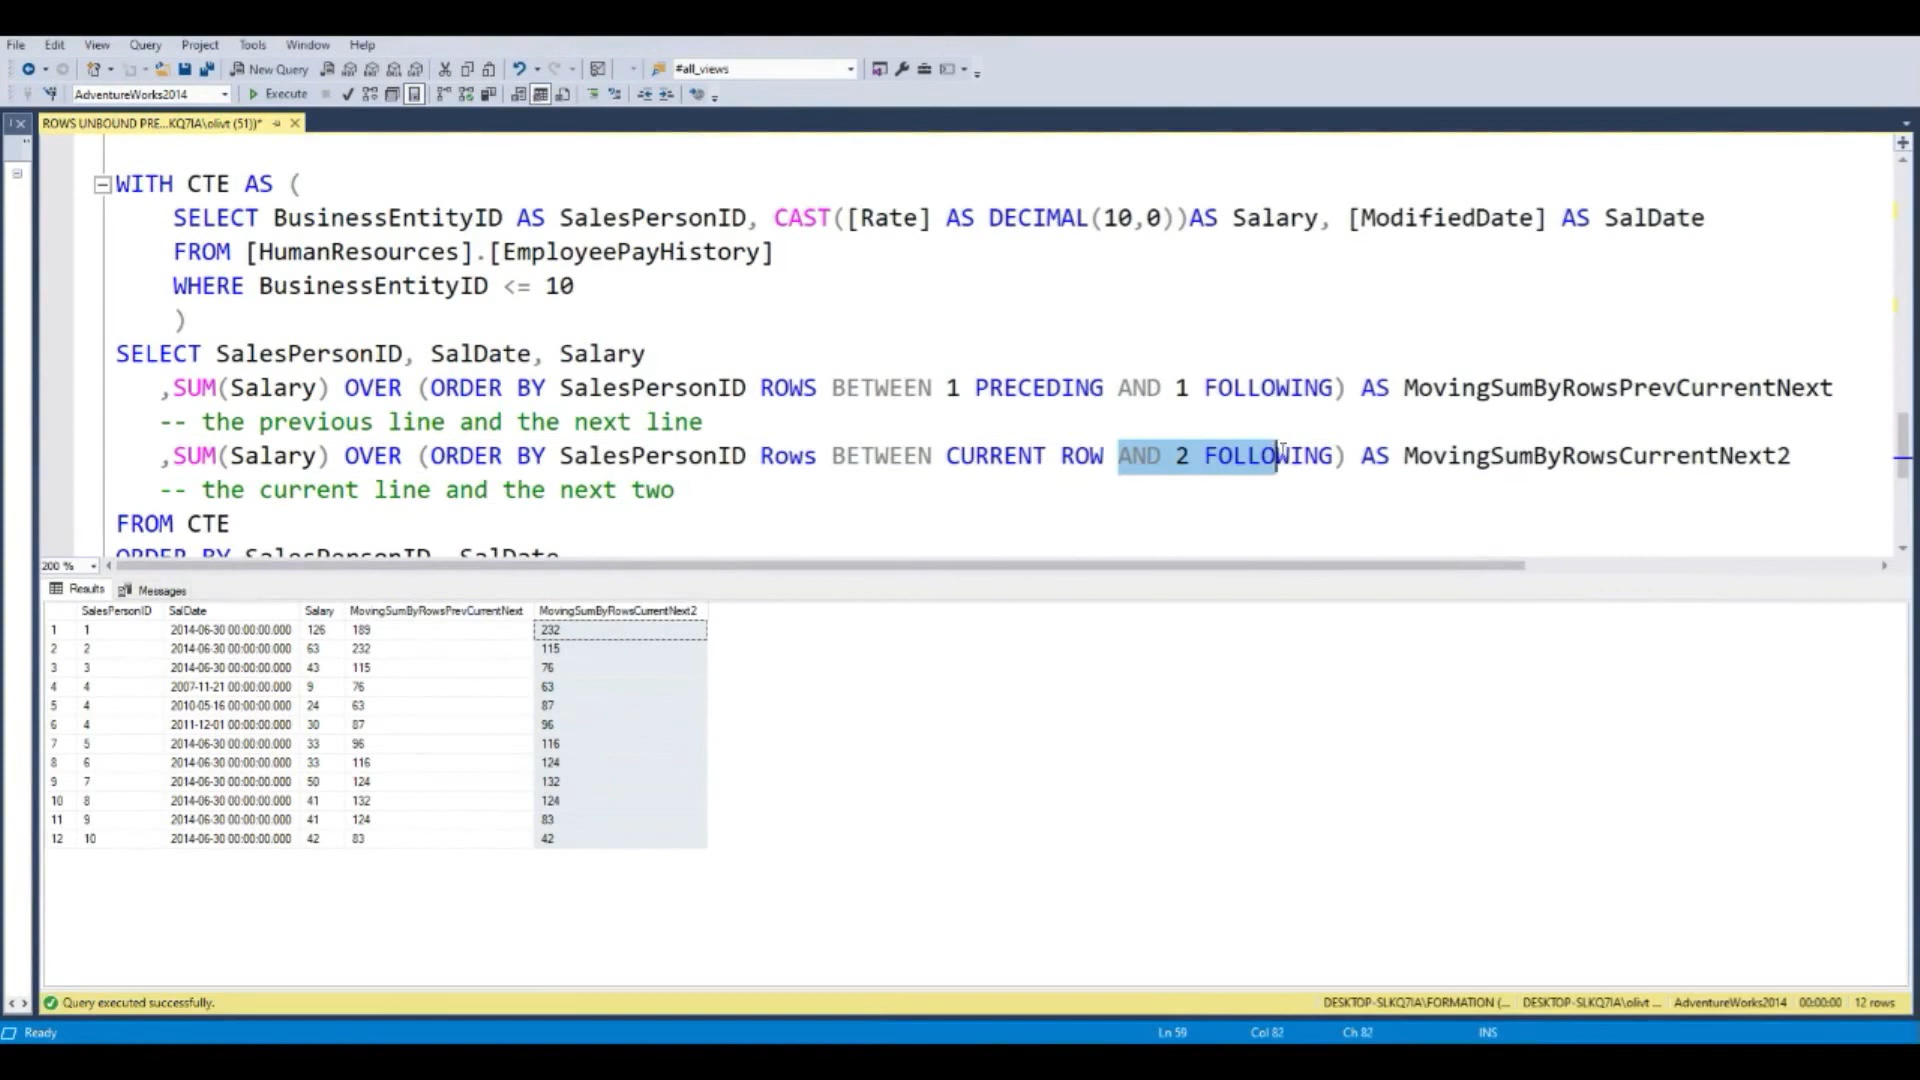 File Edit View Query Project Tools Window Help
New Query #all_views
AdventureWorks2014 Execute
ROWS UNBOUND PRE...KQ7IA\olivt (51))*
WITH CTE AS (
SELECT BusinessEntityID AS SalesPersonID, CAST([Rate] AS DECIMAL(10,0))AS Salary, [ModifiedDate] AS SalDate
FROM [HumanResources].[EmployeePayHistory]
WHERE BusinessEntityID <= 10
)
SELECT SalesPersonID, SalDate, Salary
,SUM(Salary) OVER (ORDER BY SalesPersonID ROWS BETWEEN 1 PRECEDING AND 1 FOLLOWING) AS MovingSumByRowsPrevCurrentNext
-- the previous line and the next line
,SUM(Salary) OVER (ORDER BY SalesPersonID Rows BETWEEN CURRENT ROW AND 2 FOLLOWING) AS MovingSumByRowsCurrentNext2
-- the current line and the next two
FROM CTE
ORDER BY SalesPersonID, SalDate
200 %
Results Messages
SalesPersonID SalDate Salary MovingSumByRowsPrevCurrentNext MovingSumByRowsCurrentNext2
1 1 2014-06-30 00:00:00.000 126 189 232
2 2 2014-06-30 00:00:00.000 63 232 115
3 3 2014-06-30 00:00:00.000 43 115 76
4 4 2007-11-21 00:00:00.000 9 76 63
5 4 2010-05-16 00:00:00.000 24 63 87
6 4 2011-12-01 00:00:00.000 30 87 96
7 5 2014-06-30 00:00:00.000 33 96 116
8 6 2014-06-30 00:00:00.000 33 116 124
9 7 2014-06-30 00:00:00.000 50 124 132
10 8 2014-06-30 00:00:00.000 41 132 124
11 9 2014-06-30 00:00:00.000 41 124 83
12 10 2014-06-30 00:00:00.000 42 83 42
Query executed successfully. DESKTOP-SLKQ7IA\FORMATION (... DESKTOP-SLKQ7IA\olivt ... AdventureWorks2014 00:00:00 12 rows
Ready Ln 59 Col 82 Ch 82 INS